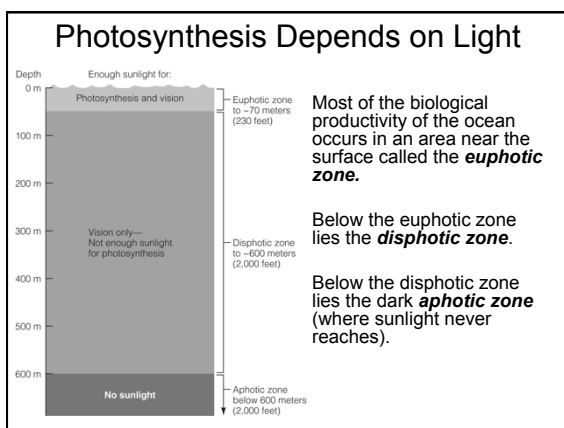 Photosynthesis Depends on Light
Depth
Enough sunlight for:
0 m
Photosynthesis and vision
Euphotic zone
to ~70 meters
(230 feet)
100 m
200 m
300 m
Vision only—
Not enough sunlight
for photosynthesis
Disphotic zone
to ~600 meters
(2,000 feet)
400 m
500 m
600 m
No sunlight
Aphotic zone
below 600 meters
(2,000 feet)
Most of the biological
productivity of the ocean
occurs in an area near the
surface called the euphotic
zone.
Below the euphotic zone
lies the disphotic zone.
Below the disphotic zone
lies the dark aphotic zone
(where sunlight never
reaches).